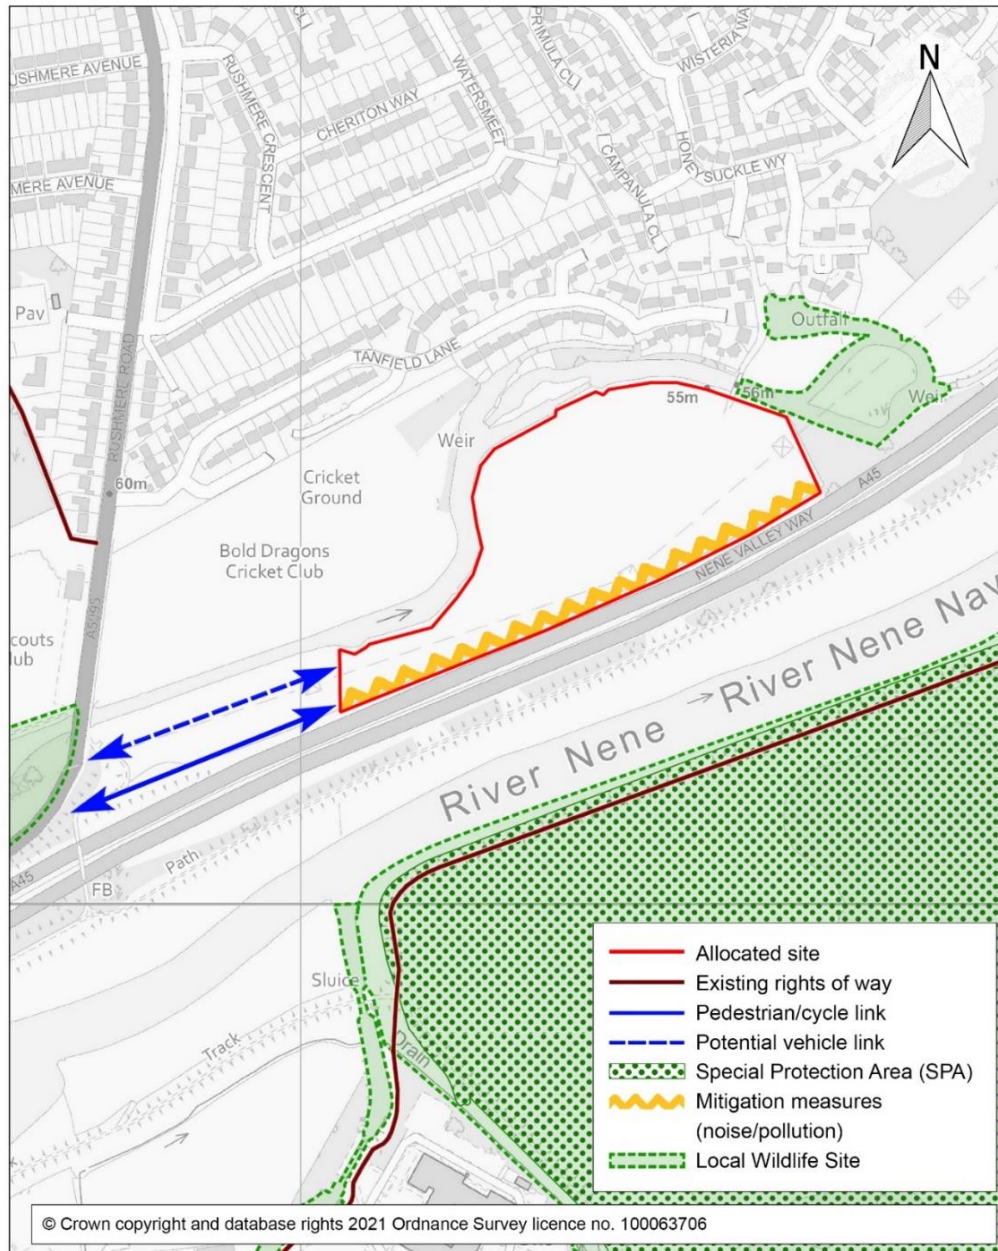 PRIMULA CL
WISTERIA WA
N
RUSHMERE AVENUE
RUSHMERE CRESCENT
WATERSMEET
CHERITON WAY
HONEYSUCKLE WY
CAMPANULA CL
MERE AVENUE
Pav
Outfall
TANFIELD LANE
RUSHMERE ROAD
55m
56m
Weir
Weir
Cricket
Ground
60m
A45
NENE VALLEY WAY
Bold Dragons
Cricket Club
A5095
couts
lub
River Nene
River Nene Nav
Path
A45
FB
Sluice
Drain
Track
Allocated site
Existing rights of way
Pedestrian/cycle link
Potential vehicle link
Special Protection Area (SPA)
Mitigation measures
(noise/pollution)
Local Wildlife Site
© Crown copyright and database rights 2021 Ordnance Survey licence no. 100063706